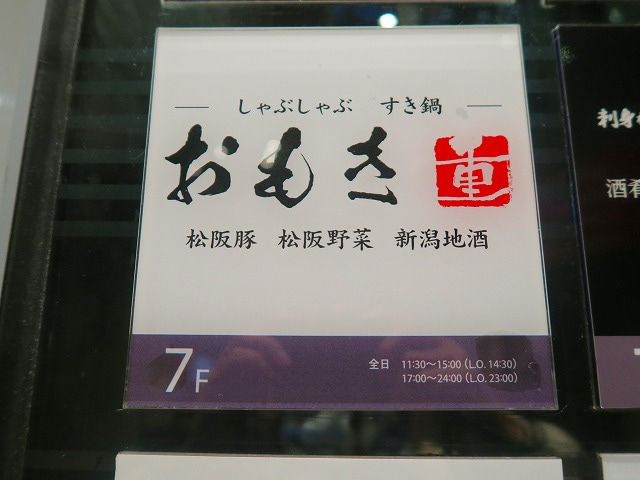 しゃぶしゃぶ すき鍋
おもき
松阪豚 松阪野菜 新潟地酒
7F
全日 11:30〜15:00(L.O.14:30)
17:00〜24:00(L.O.23:00)
酒肴